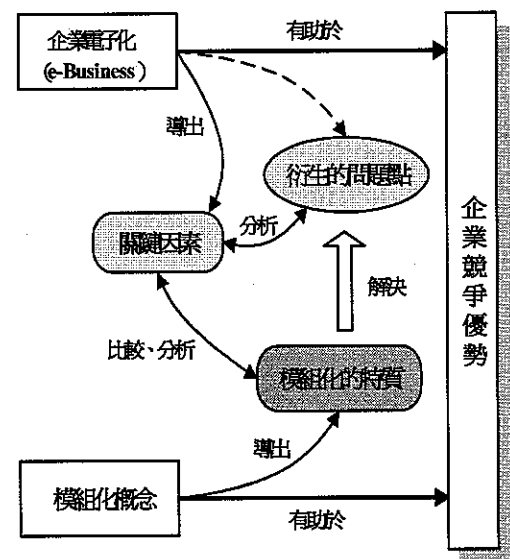 企業電子化
(e-Business)
有助於
導出
衍生的問題點
分析
關鍵因素
解決
企業競爭優勢
比較、分析
模組化的特質
導出
模組化概念
有助於